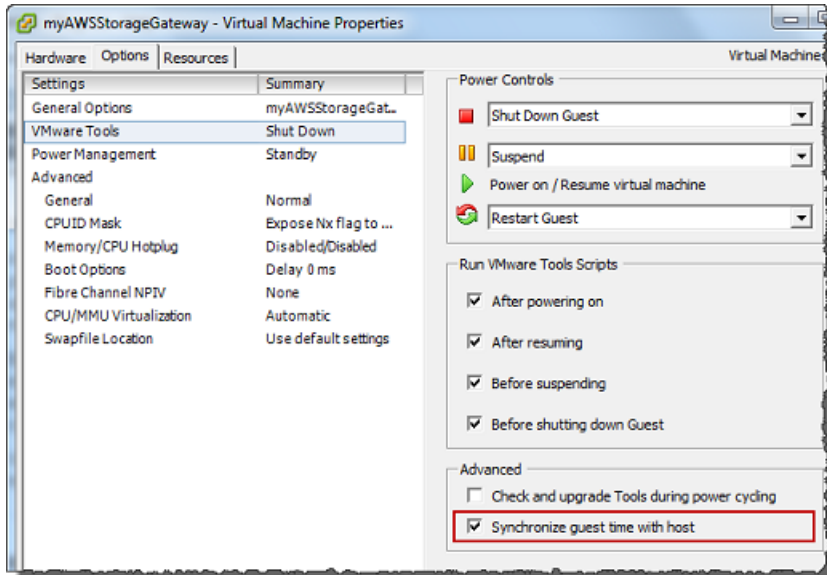 myAWSStorageGateway - Virtual Machine Properties
Hardware Options Resources Virtual Machine
Settings Summary
General Options myAWSStorageGat...
VMware Tools Shut Down
Power Management Standby
Advanced
General Normal
CPUID Mask Expose Nx flag to ...
Memory/CPU Hotplug Disabled/Disabled
Boot Options Delay 0 ms
Fibre Channel NPIV None
CPU/MMU Virtualization Automatic
Swapfile Location Use default settings
Power Controls
Shut Down Guest
Suspend
Power on / Resume virtual machine
Restart Guest
Run VMware Tools Scripts
After powering on
After resuming
Before suspending
Before shutting down Guest
Advanced
Check and upgrade Tools during power cycling
Synchronize guest time with host